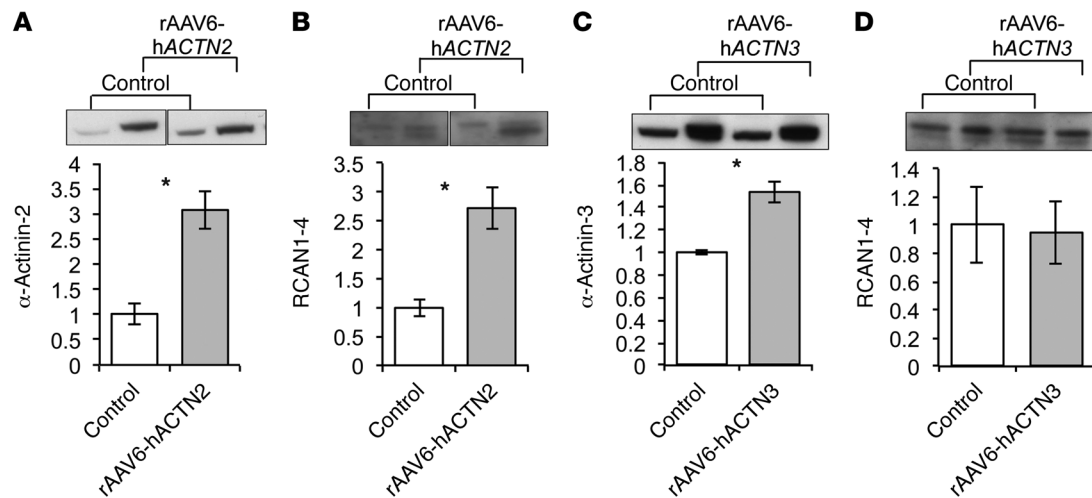 A
rAAV6-
hACTN2
Control
α-Actinin-2
4
3.5
3
2.5
2
1.5
1
0.5
0
*
Control
rAAV6-hACTN2
B
rAAV6-
hACTN2
Control
RCAN1-4
3.5
3
2.5
2
1.5
1
0.5
0
*
Control
rAAV6-hACTN2
C
rAAV6-
hACTN3
Control
α-Actinin-3
1.8
1.6
1.4
1.2
1
0.8
0.6
0.4
0.2
0
*
Control
rAAV6-hACTN3
D
rAAV6-
hACTN3
Control
RCAN1-4
1.4
1.2
1
0.8
0.6
0.4
0.2
0
Control
rAAV6-hACTN3